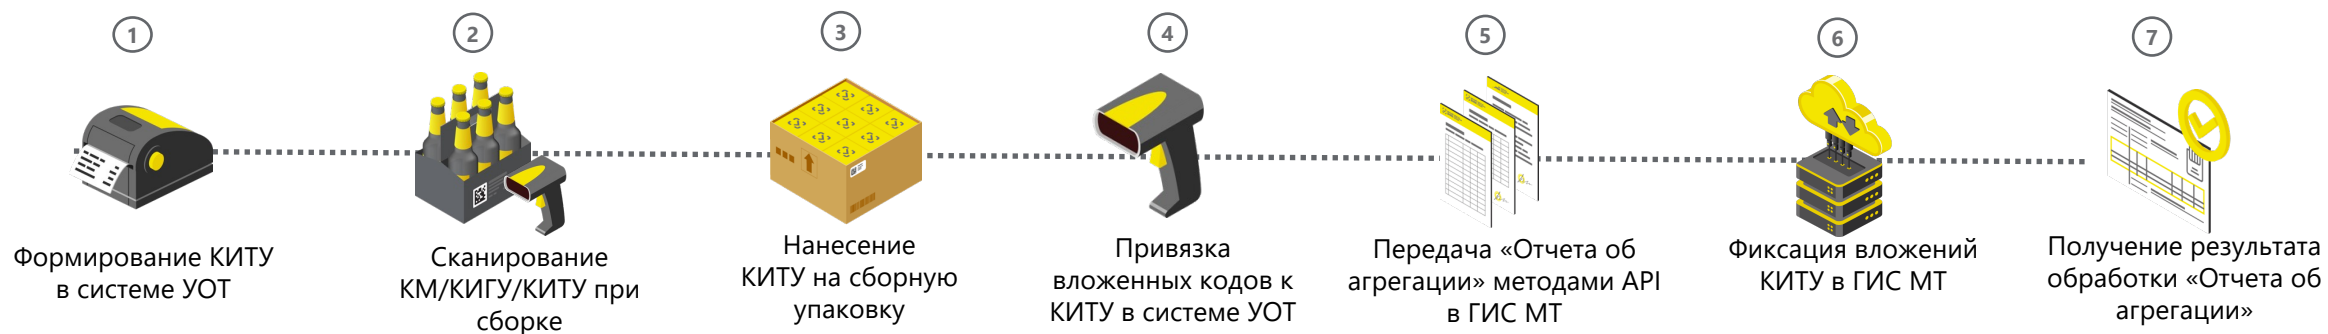 1
Формирование КИТУ
в системе УОТ
2
Сканирование
КМ/КИГУ/КИТУ при
сборке
3
Нанесение
КИТУ на сборную
упаковку
4
Привязка
вложенных кодов к
КИТУ в системе УОТ
5
Передача «Отчета об
агрегации» методами API
в ГИС МТ
6
Фиксация вложений
КИТУ в ГИС МТ
7
Получение результата
обработки «Отчета об
агрегации»